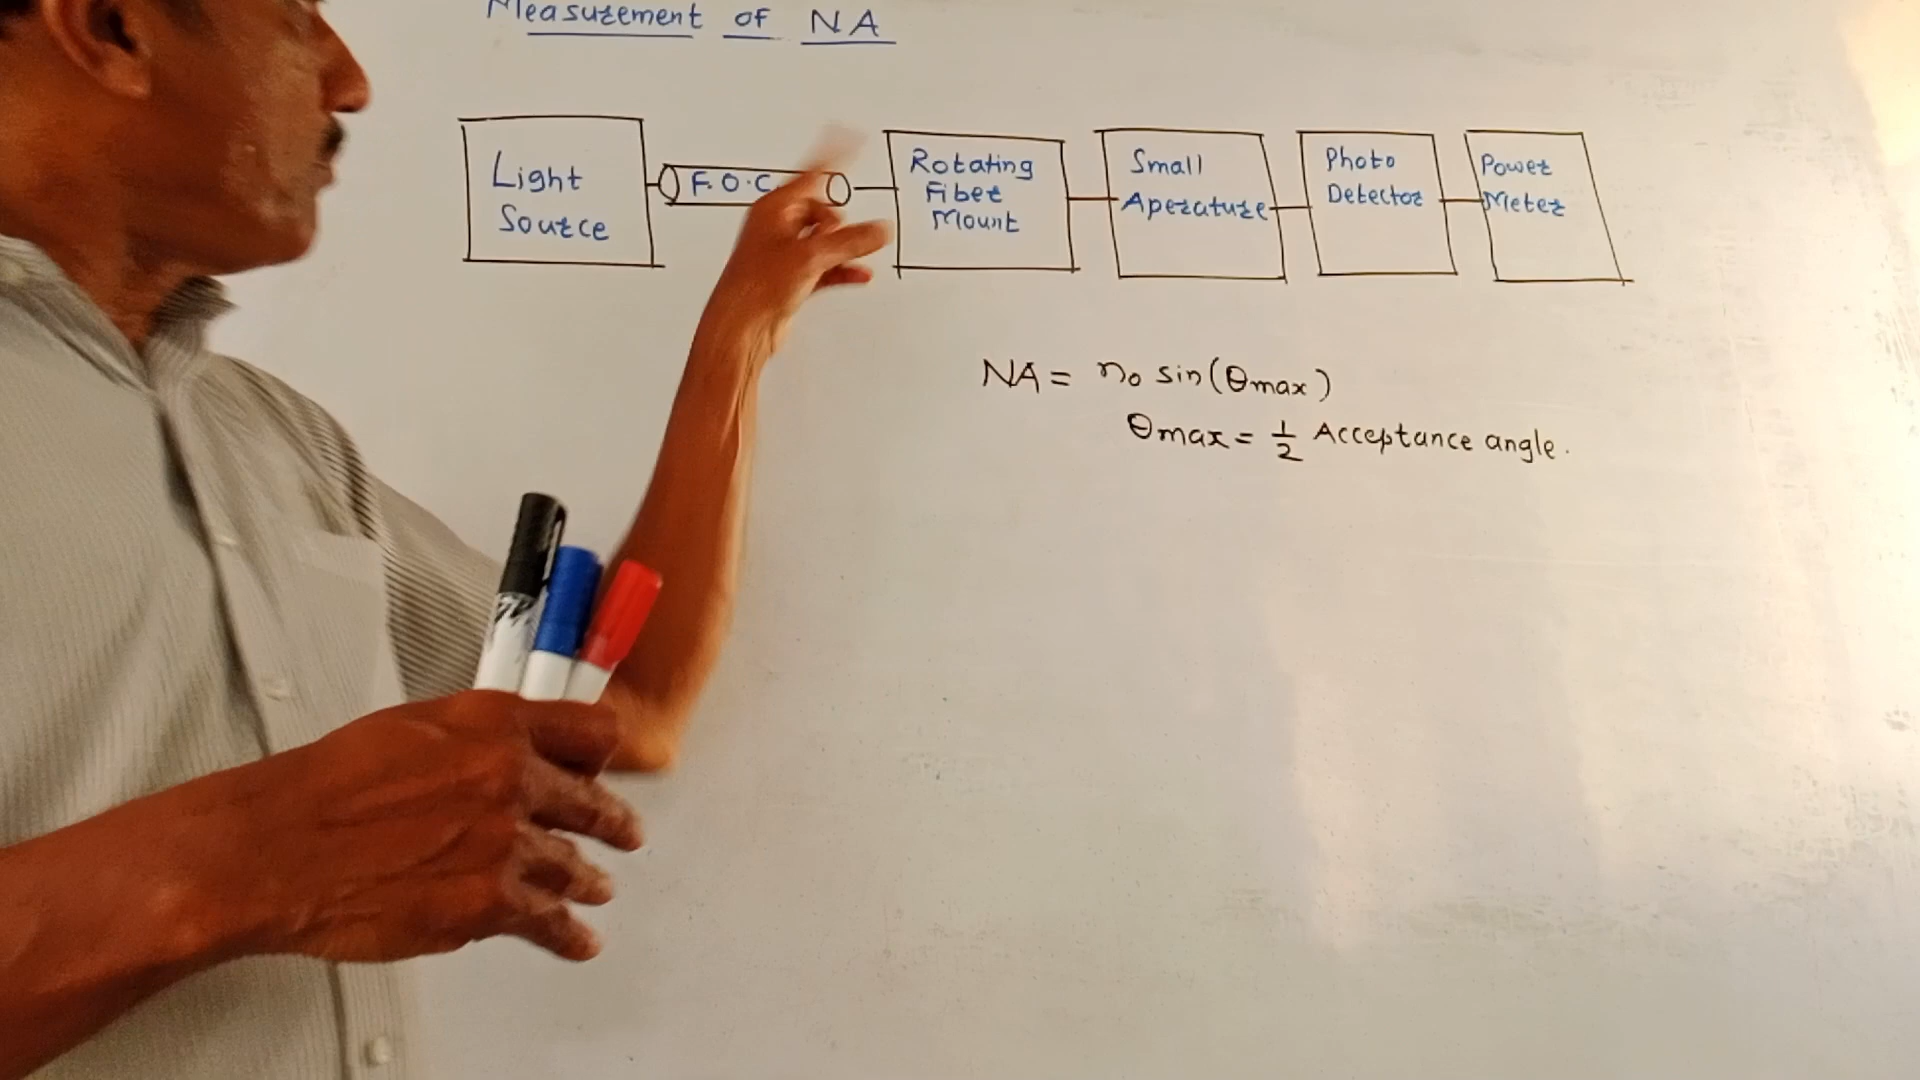 Measurement of NA
Light
Source
F.O.C.
Rotating
Fiber
Mount
Small
Aperature
Photo
Detector
Power
Meter
NA = n₀ sin(θmax)
θmax = 1/2 Acceptance angle.